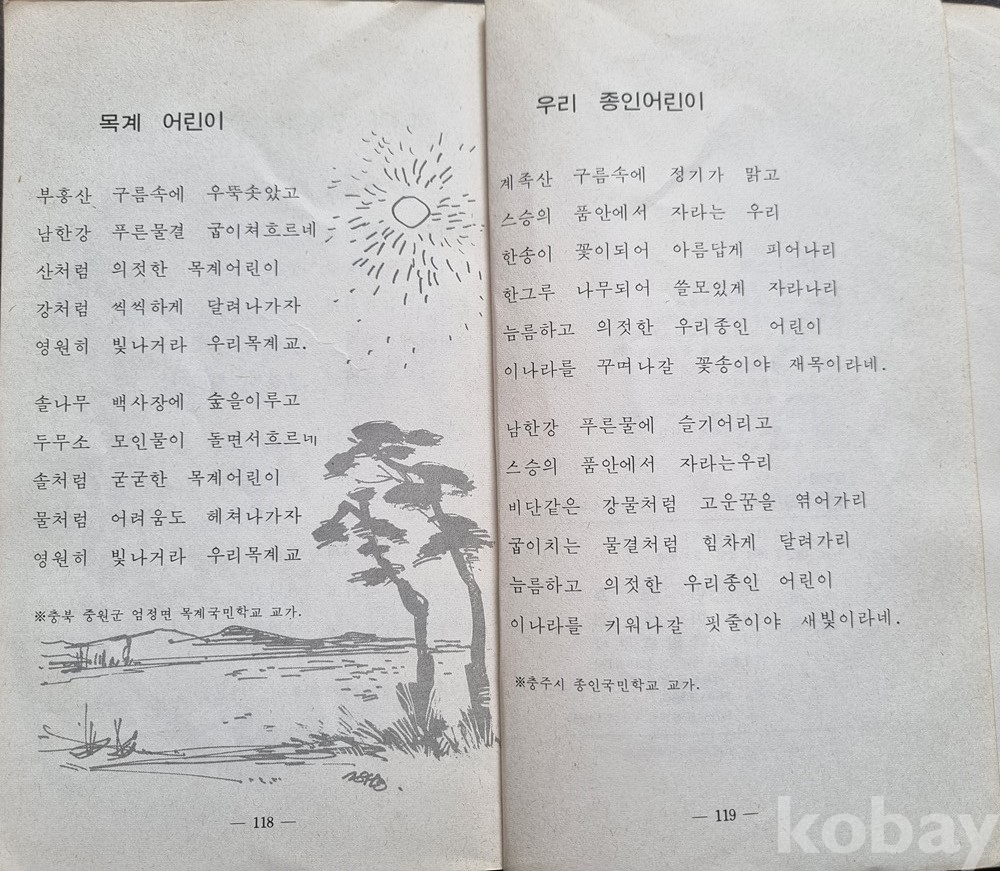 목계 어린이
부흥산 구름속에 우뚝솟았고
남한강 푸른물결 굽이쳐흐르네
산처럼 의젓한 목계어린이
강처럼 씩씩하게 달려나가자
영원히 빛나거라 우리목계교.
솔나무 백사장에 숲을이루고
두무소 모인물이 돌면서흐르네
솔처럼 굳굳한 목계어린이
물처럼 어려움도 헤쳐나가자
영원히 빛나거라 우리목계교
※충북 중원군 엄정면 목계국민학교 교가.
— 118 —
우리 종인어린이
계족산 구름속에 정기가 맑고
스승의 품안에서 자라는 우리
한송이 꽃이되어 아름답게 피어나리
한그루 나무되어 쓸모있게 자라나리
늠름하고 의젓한 우리종인 어린이
이나라를 꾸며나갈 꽃송이야 재목이라네.
남한강 푸른물에 슬기어리고
스승의 품안에서 자라는우리
비단같은 강물처럼 고운꿈을 엮어가리
굽이치는 물결처럼 힘차게 달려가리
늠름하고 의젓한 우리종인 어린이
이나라를 키워나갈 핏줄이야 새빛이라네.
※충주시 종인국민학교 교가.
— 119 —
kobay